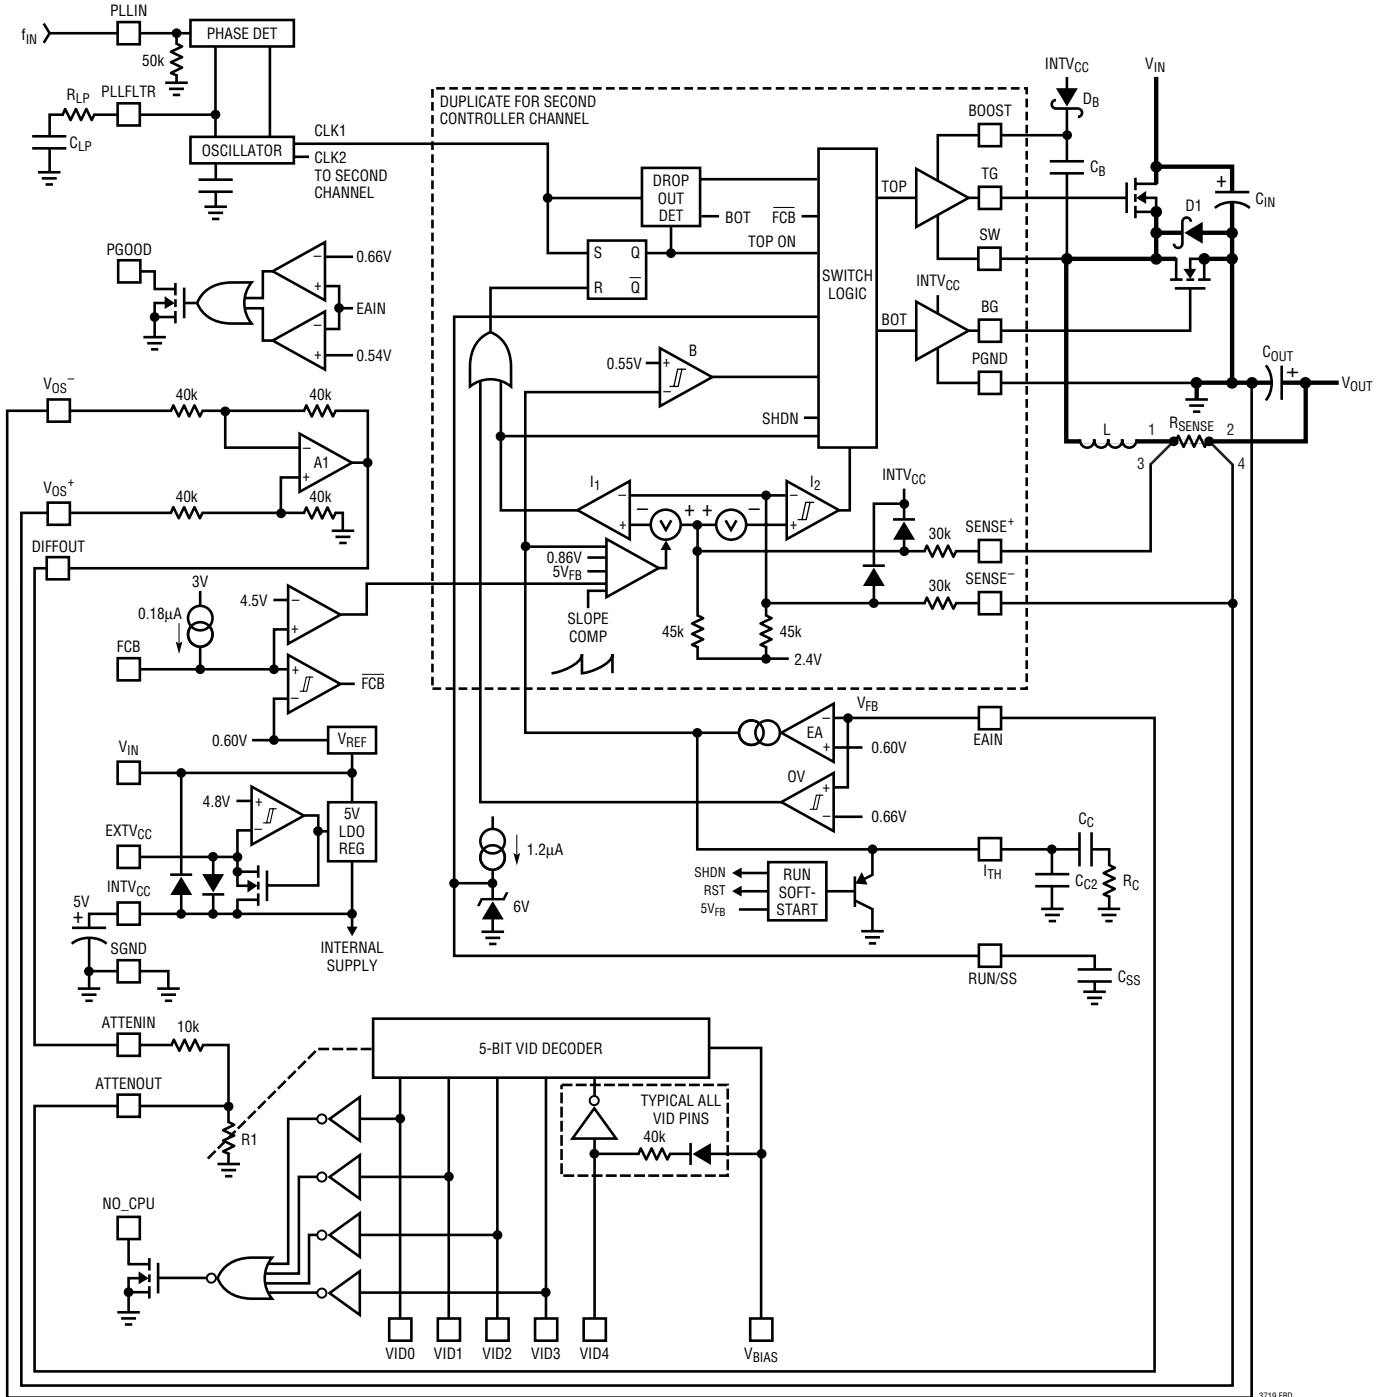 PLLIN
fIN
PHASE DET
50k
RLP
PLLFLTR
CLP
OSCILLATOR
CLK1
CLK2
TO SECOND
CHANNEL
DUPLICATE FOR SECOND
CONTROLLER CHANNEL
INTVCC
VIN
DB
BOOST
CB
TG
D1
CIN
+
SW
DROP
OUT
DET
BOT
FCB
TOP
TOP ON
S
Q
R
Q
SWITCH
LOGIC
INTVCC
BOT
BG
PGND
COUT
+
VOUT
PGOOD
−
0.66V
+
EAIN
−
+
0.54V
0.55V
+
B
−
SHDN
L
1
RSENSE
2
3
4
VOS−
40k
40k
−
A1
+
VOS+
40k
40k
DIFFOUT
I1
−
+
−
V
+
+
V
−
I2
−
+
INTVCC
30k
SENSE+
30k
SENSE−
0.86V
5VFB
SLOPE
COMP
45k
45k
2.4V
3V
0.18µA
4.5V
−
+
FCB
+
−
FCB
0.60V
VREF
VIN
4.8V
+
−
5V
LDO
REG
EXTVCC
INTVCC
5V
+
SGND
INTERNAL
SUPPLY
VFB
−
EA
+
0.60V
EAIN
OV
+
−
0.66V
1.2µA
6V
SHDN
RST
5VFB
RUN
SOFT-
START
ITH
CC
CC2
RC
RUN/SS
CSS
ATTENIN
10k
ATTENOUT
R1
5-BIT VID DECODER
TYPICAL ALL
VID PINS
40k
NO_CPU
VID0
VID1
VID2
VID3
VID4
VBIAS
3719 FBD